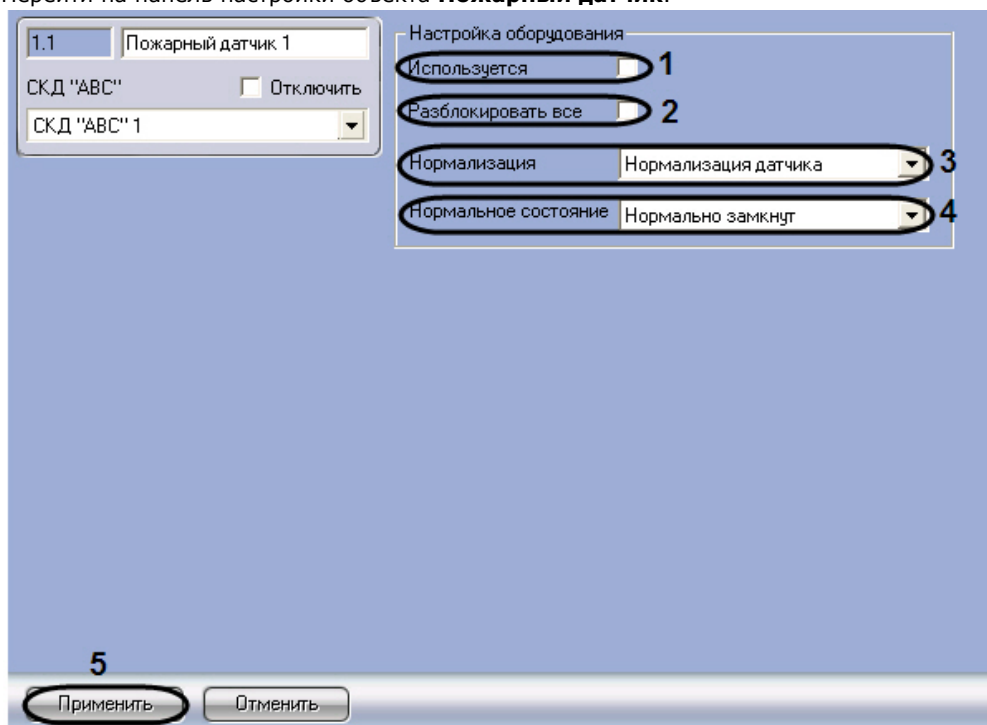 Перейти на панель настройки объекта Пожарный датчик.
1.1 Пожарный датчик 1
СКД "ABC" Отключить
СКД "ABC" 1
Настройка оборудования
Используется 1
Разблокировать все 2
Нормализация Нормализация датчика 3
Нормальное состояние Нормально замкнут 4
5
Применить Отменить